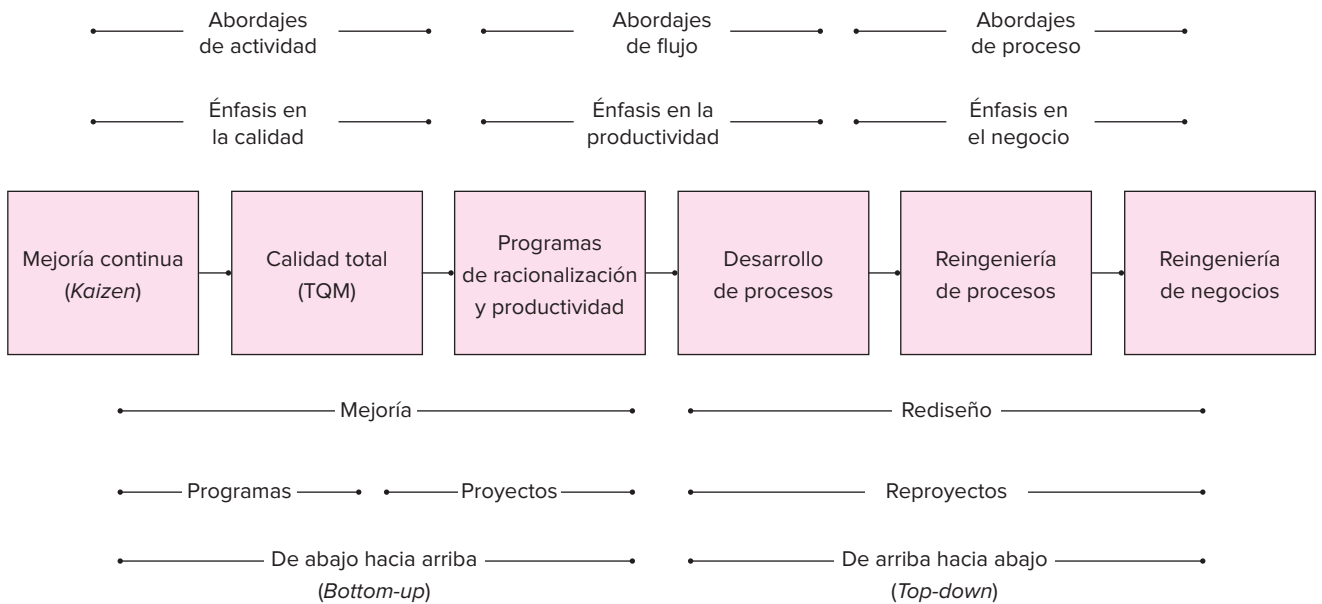 Abordajes
de actividad
Abordajes
de flujo
Abordajes
de proceso
Énfasis en
la calidad
Énfasis en la
productividad
Énfasis en
el negocio
Mejoría continua
(Kaizen)
Calidad total
(TQM)
Programas
de racionalización
y productividad
Desarrollo
de procesos
Reingeniería
de procesos
Reingeniería
de negocios
Mejoría
Rediseño
Programas
Proyectos
Reproyectos
De abajo hacia arriba
(Bottom-up)
De arriba hacia abajo
(Top-down)